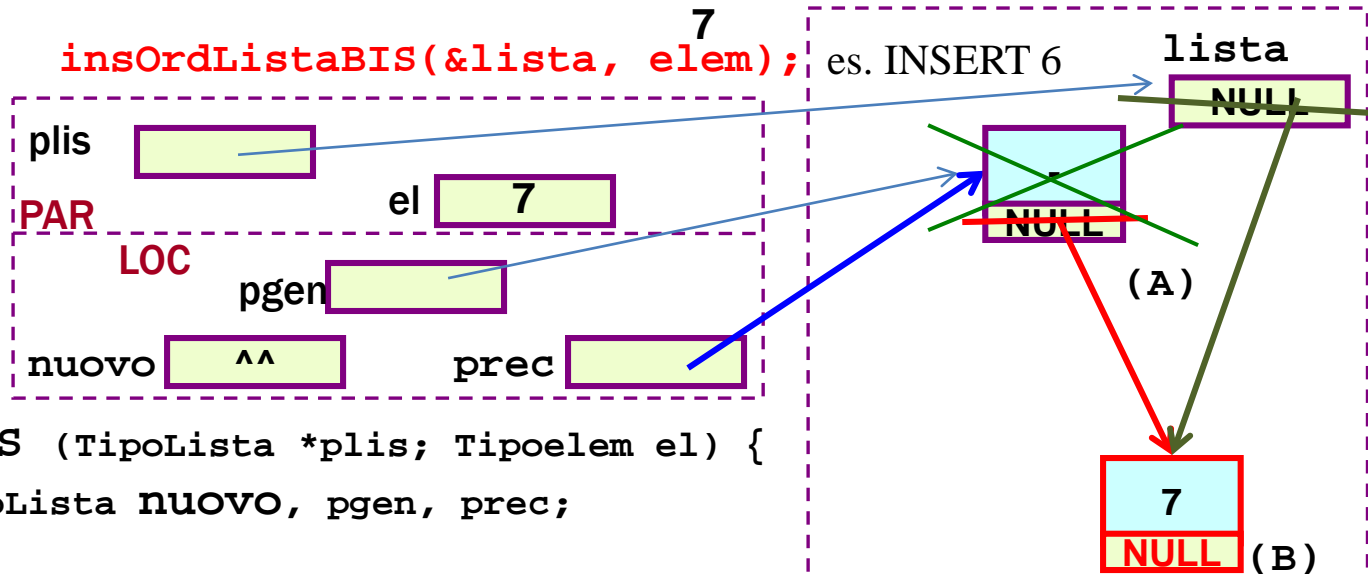 7
insOrdListaBIS(&lista, elem); es. INSERT 6
lista
NULL
plis
el 7
PAR
LOC
-
NULL
pgen
(A)
nuovo ^^ prec
s (TipoLista *plis; Tipoelem el) {
oLista nuovo, pgen, prec;
7
NULL (B)